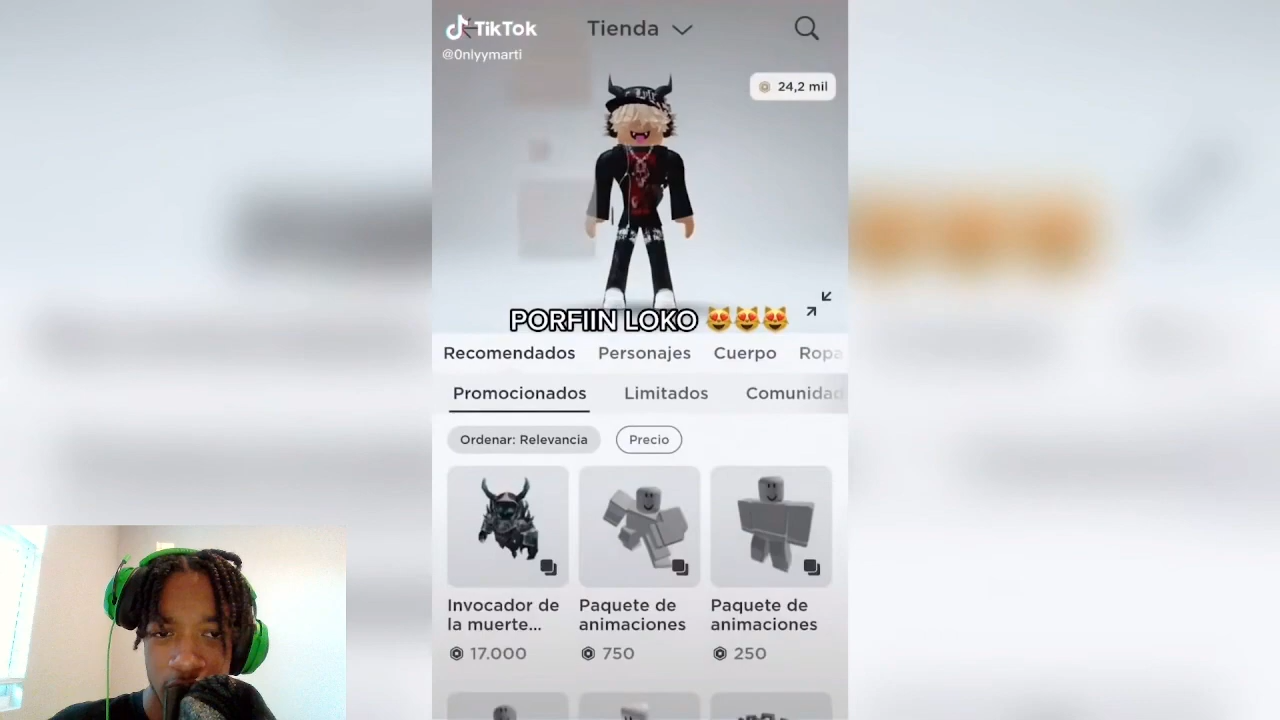 TikTok
@0nlyymarti
Tienda
24,2 mil
PORFIIN LOKO 😻😻😻
Recomendados Personajes Cuerpo Ropa
Promocionados Limitados Comunidad
Ordenar: Relevancia Precio
Invocador de la muerte...
17.000
Paquete de animaciones
750
Paquete de animaciones
250